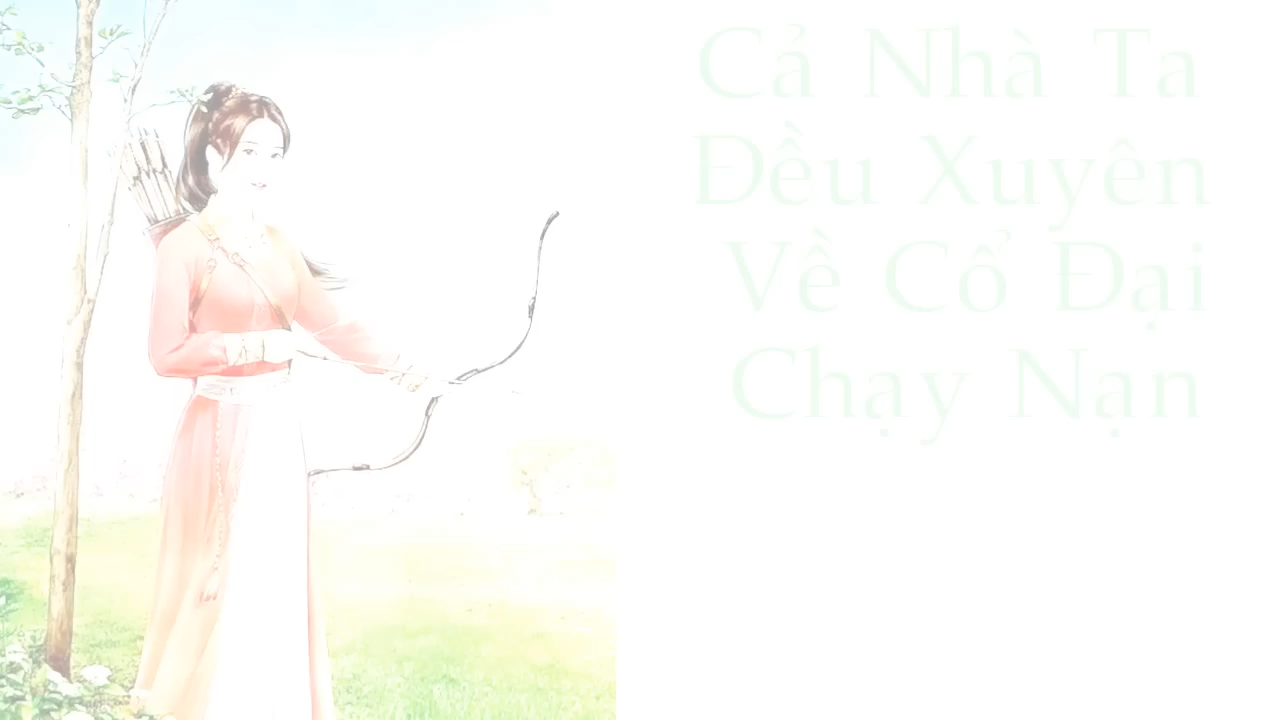 Cả Nhà Ta
Đều Xuyên
Về Cổ Đại
Chạy Nạn